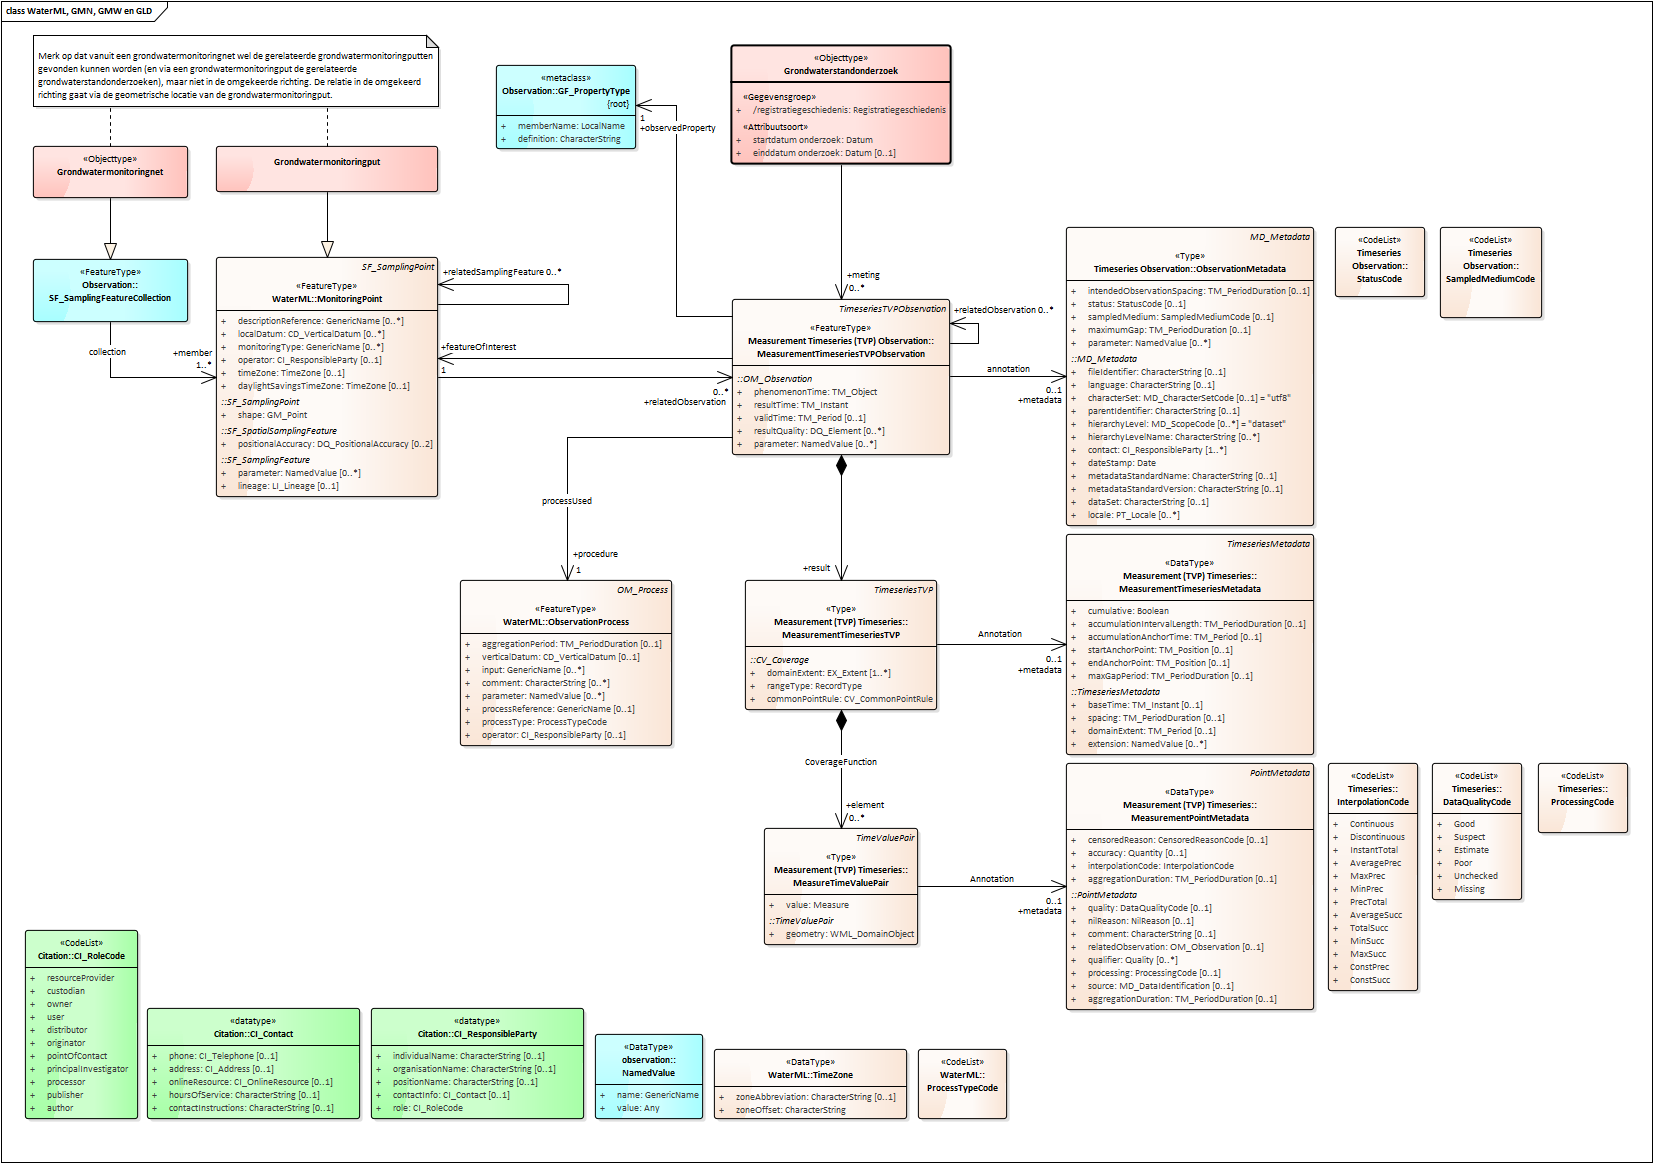 class WaterML, GMN, GMW en GLD
Merk op dat vanuit een grondwatermonitoringnet wel de gerelateerde grondwatermonitoringputten
gevonden kunnen worden (en via een grondwatermonitoringput de gerelateerde
grondwaterstandonderzoeken), maar niet in de omgekeerde richting. De relatie in de omgekeerd
richting gaat via de geometrische locatie van de grondwatermonitoringput.
«Objecttype»
Grondwatermonitoringnet
Grondwatermonitoringput
«metaclass»
Observation::GF_PropertyType
{root}
+ memberName: LocalName
+ definition: CharacterString
1
+observedProperty
«Objecttype»
Grondwaterstandonderzoek
«Gegevensgroep»
+ /registratiegeschiedenis: Registratiegeschiedenis
«Attribuutsoort»
+ startdatum onderzoek: Datum
+ einddatum onderzoek: Datum [0..1]
+meting
0..*
«FeatureType»
Observation::
SF_SamplingFeatureCollection
collection
+member
1..*
SF_SamplingPoint
«FeatureType»
WaterML::MonitoringPoint
+ descriptionReference: GenericName [0..*]
+ localDatum: CD_VerticalDatum [0..*]
+ monitoringType: GenericName [0..*]
+ operator: CI_ResponsibleParty [0..1]
+ timeZone: TimeZone [0..1]
+ daylightSavingsTimeZone: TimeZone [0..1]
::SF_SamplingPoint
+ shape: GM_Point
::SF_SpatialSamplingFeature
+ positionalAccuracy: DQ_PositionalAccuracy [0..2]
::SF_SamplingFeature
+ parameter: NamedValue [0..*]
+ lineage: LI_Lineage [0..1]
+relatedSamplingFeature 0..*
+featureOfInterest
1
0..*
+relatedObservation
TimeseriesTVPObservation
«FeatureType»
Measurement Timeseries (TVP) Observation::
MeasurementTimeseriesTVPObservation
::OM_Observation
+ phenomenonTime: TM_Object
+ resultTime: TM_Instant
+ validTime: TM_Period [0..1]
+ resultQuality: DQ_Element [0..*]
+ parameter: NamedValue [0..*]
+relatedObservation 0..*
annotation
0..1
+metadata
MD_Metadata
«Type»
Timeseries Observation::ObservationMetadata
+ intendedObservationSpacing: TM_PeriodDuration [0..1]
+ status: StatusCode [0..1]
+ sampledMedium: SampledMediumCode [0..1]
+ maximumGap: TM_PeriodDuration [0..1]
+ parameter: NamedValue [0..*]
::MD_Metadata
+ fileIdentifier: CharacterString [0..1]
+ language: CharacterString [0..1]
+ characterSet: MD_CharacterSetCode [0..1] = "utf8"
+ parentIdentifier: CharacterString [0..1]
+ hierarchyLevel: MD_ScopeCode [0..*] = "dataset"
+ hierarchyLevelName: CharacterString [0..*]
+ contact: CI_ResponsibleParty [1..*]
+ dateStamp: Date
+ metadataStandardName: CharacterString [0..1]
+ metadataStandardVersion: CharacterString [0..1]
+ dataSet: CharacterString [0..1]
+ locale: PT_Locale [0..*]
«CodeList»
Timeseries
Observation::
StatusCode
«CodeList»
Timeseries
Observation::
SampledMediumCode
processUsed
+procedure
1
OM_Process
«FeatureType»
WaterML::ObservationProcess
+ aggregationPeriod: TM_PeriodDuration [0..1]
+ verticalDatum: CD_VerticalDatum [0..1]
+ input: GenericName [0..*]
+ comment: CharacterString [0..*]
+ parameter: NamedValue [0..*]
+ processReference: GenericName [0..1]
+ processType: ProcessTypeCode
+ operator: CI_ResponsibleParty [0..1]
+result
TimeseriesTVP
«Type»
Measurement (TVP) Timeseries::
MeasurementTimeseriesTVP
::CV_Coverage
+ domainExtent: EX_Extent [1..*]
+ rangeType: RecordType
+ commonPointRule: CV_CommonPointRule
Annotation
0..1
+metadata
TimeseriesMetadata
«DataType»
Measurement (TVP) Timeseries::
MeasurementTimeseriesMetadata
+ cumulative: Boolean
+ accumulationIntervalLength: TM_PeriodDuration [0..1]
+ accumulationAnchorTime: TM_Period [0..1]
+ startAnchorPoint: TM_Position [0..1]
+ endAnchorPoint: TM_Position [0..1]
+ maxGapPeriod: TM_PeriodDuration [0..1]
::TimeseriesMetadata
+ baseTime: TM_Instant [0..1]
+ spacing: TM_PeriodDuration [0..1]
+ domainExtent: TM_Period [0..1]
+ extension: NamedValue [0..*]
CoverageFunction
+element
0..*
TimeValuePair
«Type»
Measurement (TVP) Timeseries::
MeasureTimeValuePair
+ value: Measure
::TimeValuePair
+ geometry: WML_DomainObject
Annotation
0..1
+metadata
PointMetadata
«DataType»
Measurement (TVP) Timeseries::
MeasurementPointMetadata
+ censoredReason: CensoredReasonCode [0..1]
+ accuracy: Quantity [0..1]
+ interpolationCode: InterpolationCode
+ aggregationDuration: TM_PeriodDuration [0..1]
::PointMetadata
+ quality: DataQualityCode [0..1]
+ nilReason: NilReason [0..1]
+ comment: CharacterString [0..1]
+ relatedObservation: OM_Observation [0..1]
+ qualifier: Quality [0..*]
+ processing: ProcessingCode [0..1]
+ source: MD_DataIdentification [0..1]
+ aggregationDuration: TM_PeriodDuration [0..1]
«CodeList»
Timeseries::
InterpolationCode
+ Continuous
+ Discontinuous
+ InstantTotal
+ AveragePrec
+ MaxPrec
+ MinPrec
+ PrecTotal
+ AverageSucc
+ TotalSucc
+ MinSucc
+ MaxSucc
+ ConstPrec
+ ConstSucc
«CodeList»
Timeseries::
DataQualityCode
+ Good
+ Suspect
+ Estimate
+ Poor
+ Unchecked
+ Missing
«CodeList»
Timeseries::
ProcessingCode
«CodeList»
Citation::CI_RoleCode
+ resourceProvider
+ custodian
+ owner
+ user
+ distributor
+ originator
+ pointOfContact
+ principalInvestigator
+ processor
+ publisher
+ author
«datatype»
Citation::CI_Contact
+ phone: CI_Telephone [0..1]
+ address: CI_Address [0..1]
+ onlineResource: CI_OnlineResource [0..1]
+ hoursOfService: CharacterString [0..1]
+ contactInstructions: CharacterString [0..1]
«datatype»
Citation::CI_ResponsibleParty
+ individualName: CharacterString [0..1]
+ organisationName: CharacterString [0..1]
+ positionName: CharacterString [0..1]
+ contactInfo: CI_Contact [0..1]
+ role: CI_RoleCode
«DataType»
observation::
NamedValue
+ name: GenericName
+ value: Any
«DataType»
WaterML::TimeZone
+ zoneAbbreviation: CharacterString [0..1]
+ zoneOffset: CharacterString
«CodeList»
WaterML::
ProcessTypeCode